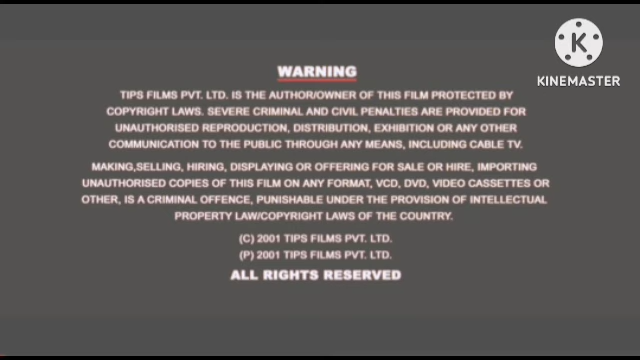 WARNING
TIPS FILMS PVT. LTD. IS THE AUTHOR/OWNER OF THIS FILM PROTECTED BY
COPYRIGHT LAWS. SEVERE CRIMINAL AND CIVIL PENALTIES ARE PROVIDED FOR
UNAUTHORISED REPRODUCTION, DISTRIBUTION, EXHIBITION OR ANY OTHER
COMMUNICATION TO THE PUBLIC THROUGH ANY MEANS, INCLUDING CABLE TV.
MAKING,SELLING, HIRING, DISPLAYING OR OFFERING FOR SALE OR HIRE, IMPORTING
UNAUTHORISED COPIES OF THIS FILM ON ANY FORMAT, VCD, DVD, VIDEO CASSETTES OR
OTHER, IS A CRIMINAL OFFENCE, PUNISHABLE UNDER THE PROVISION OF INTELLECTUAL
PROPERTY LAW/COPYRIGHT LAWS OF THE COUNTRY.
(C) 2001 TIPS FILMS PVT. LTD.
(P) 2001 TIPS FILMS PVT. LTD.
ALL RIGHTS RESERVED
K
KINEMASTER